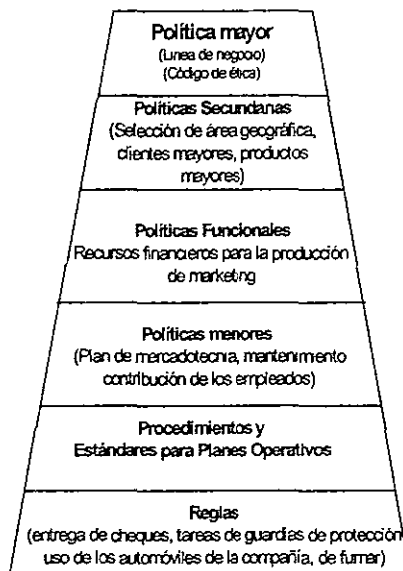 Política mayor
(Linea de negocio)
(Código de ética)
Políticas Secundarias
(Selección de área geográfica,
clientes mayores, productos
mayores)
Políticas Funcionales
Recursos financieros para la producción
de marketing
Políticas menores
(Plan de mercadotecnia, mantenimiento
contribución de los empleados)
Procedimientos y
Estándares para Planes Operativos
Reglas
(entrega de cheques, tareas de guardias de protección
uso de los automóviles de la compañía, de fumar)